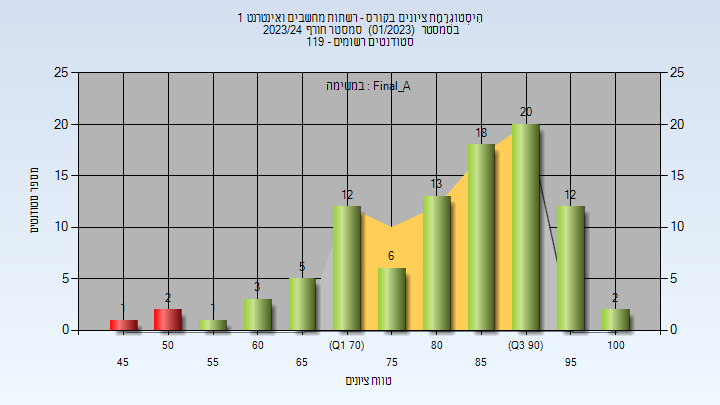 הִיסְטוֹגְרָמַת ציונים בקורס - רשתות מחשבים ואינטרנט 1
בסמסטר (01/2023) סמסטר חורף 2023/24
סטודנטים רשומים - 119
במשימה : Final_A
מספר סטודנטים
25 25
20 20
15 15
10 10
5 5
0 0
1 2 1 3 5 12 6 13 18 20 12 2
50 60 (Q1 70) 80 (Q3 90) 100
45 55 65 75 85 95
טווח ציונים